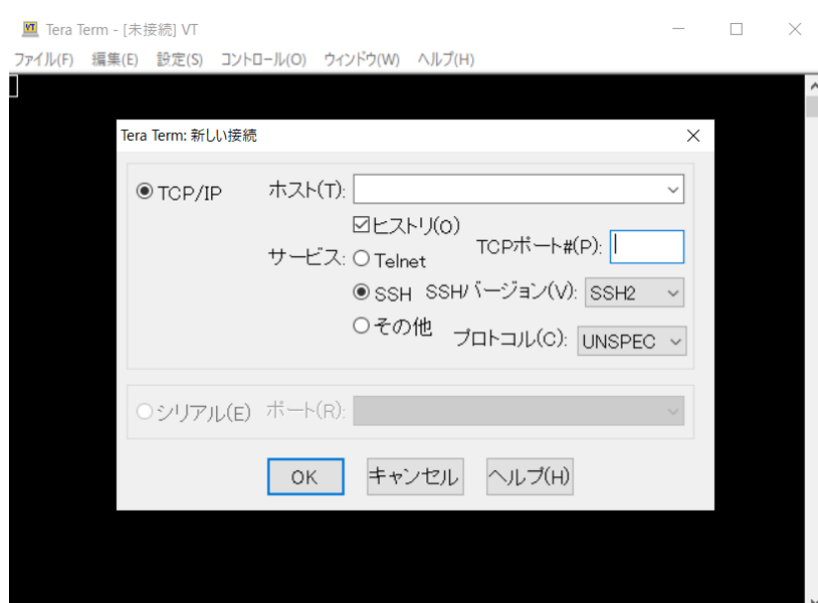 VT Tera Term - [未接続] VT
ファイル(F) 編集(E) 設定(S) コントロール(O) ウィンドウ(W) ヘルプ(H)
Tera Term: 新しい接続
TCP/IP ホスト(T):
ヒストリ(O)
サービス: Telnet TCPポート#(P):
SSH SSHバージョン(V): SSH2
その他 プロトコル(C): UNSPEC
シリアル(E) ポート(R):
OK キャンセル ヘルプ(H)